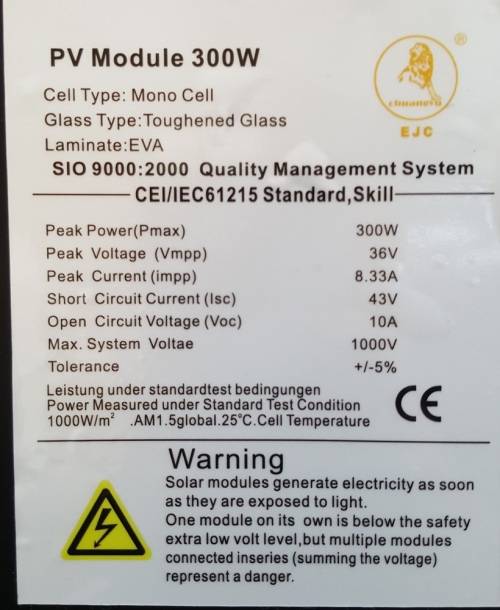 PV Module 300W
Cell Type: Mono Cell
Glass Type:Toughened Glass
Laminate:EVA
®
EJC
SIO 9000:2000 Quality Management System
CEI/IEC61215 Standard,Skill
Peak Power(Pmax) 300W
Peak Voltage (Vmpp) 36V
Peak Current (impp) 8.33A
Short Circuit Current (Isc) 43V
Open Circuit Voltage (Voc) 10A
Max. System Voltae 1000V
Tolerance +/-5%
Leistung under standardtest bedingungen
Power Measured under Standard Test Condition
1000W/m² .AM1.5global.25°C.Cell Temperature
CE
Warning
Solar modules generate electricity as soon
as they are exposed to light.
One module on its own is below the safety
extra low volt level,but multiple modules
connected inseries (summing the voltage)
represent a danger.